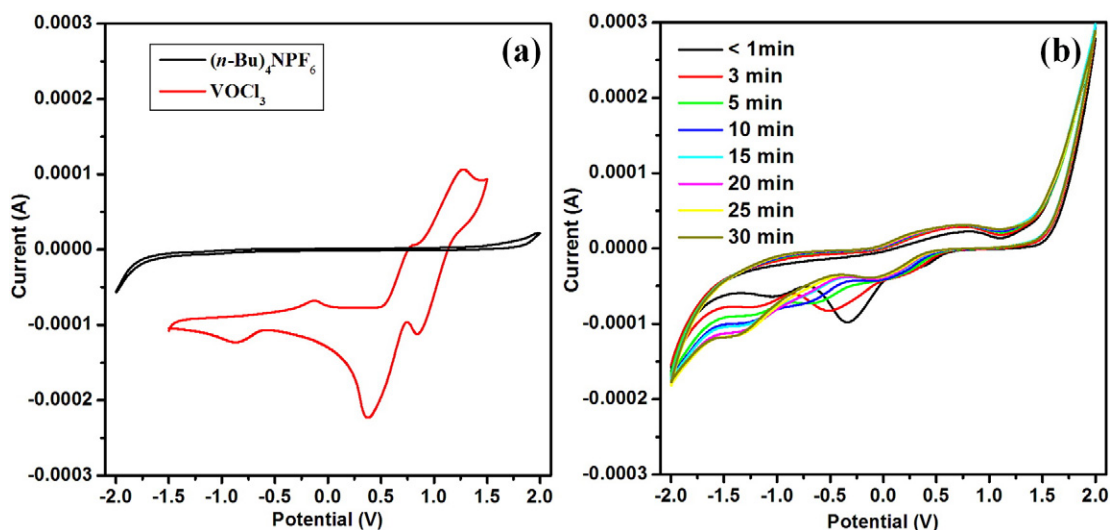 (a)
(n-Bu)4NPF6
VOCl3
0.0003
0.0002
0.0001
0.0000
-0.0001
-0.0002
-0.0003
Current (A)
-2.0 -1.5 -1.0 -0.5 0.0 0.5 1.0 1.5 2.0
Potential (V)
(b)
< 1min
3 min
5 min
10 min
15 min
20 min
25 min
30 min
0.0003
0.0002
0.0001
0.0000
-0.0001
-0.0002
-0.0003
Current (A)
-2.0 -1.5 -1.0 -0.5 0.0 0.5 1.0 1.5 2.0
Potential (V)